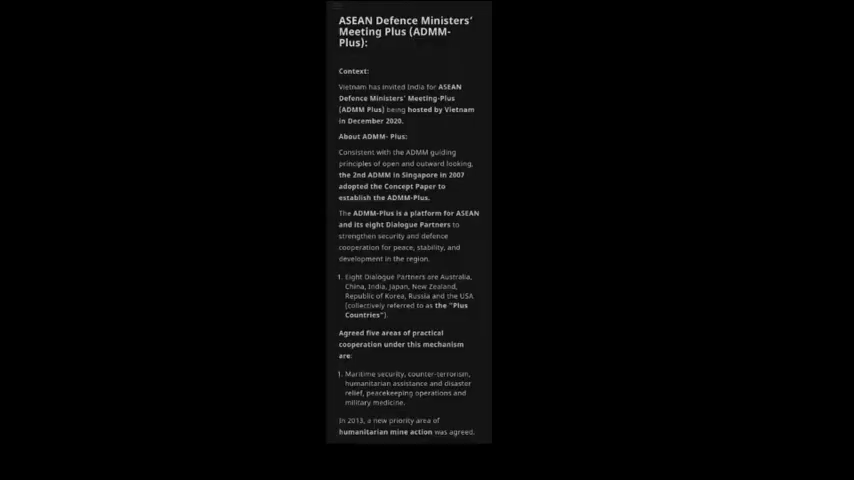 ASEAN Defence Ministers'
Meeting Plus (ADMM-
Plus):
Context:
Vietnam has invited India for ASEAN
Defence Ministers' Meeting-Plus
(ADMM Plus) being hosted by Vietnam
in December 2020.
About ADMM- Plus:
Consistent with the ADMM guiding
principles of open and outward looking,
the 2nd ADMM in Singapore in 2007
adopted the Concept Paper to
establish the ADMM-Plus.
The ADMM-Plus is a platform for ASEAN
and its eight Dialogue Partners to
strengthen security and defence
cooperation for peace, stability, and
development in the region.
1. Eight Dialogue Partners are Australia,
China, India, Japan, New Zealand,
Republic of Korea, Russia and the USA
(collectively referred to as the "Plus
Countries").
Agreed five areas of practical
cooperation under this mechanism
are:
1. Maritime security, counter-terrorism,
humanitarian assistance and disaster
relief, peacekeeping operations and
military medicine.
In 2013, a new priority area of
humanitarian mine action was agreed.